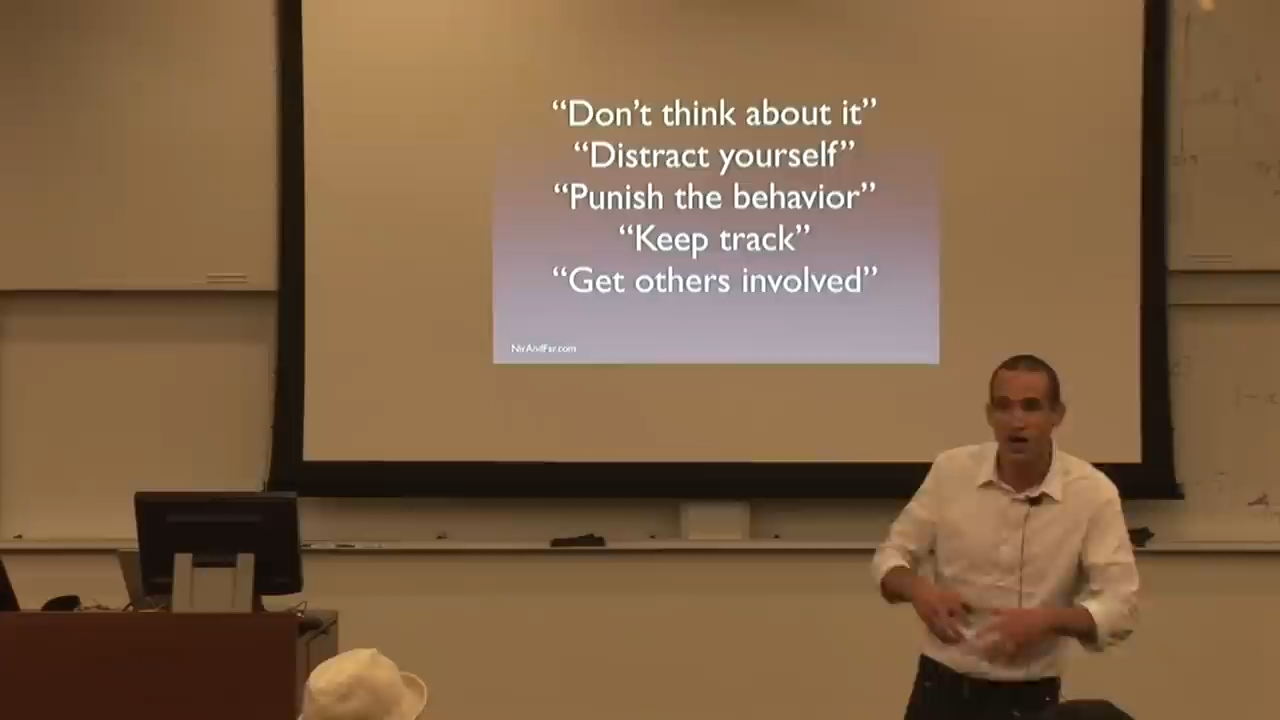 “Don’t think about it”
“Distract yourself”
“Punish the behavior”
“Keep track”
“Get others involved”
NirAndFar.com